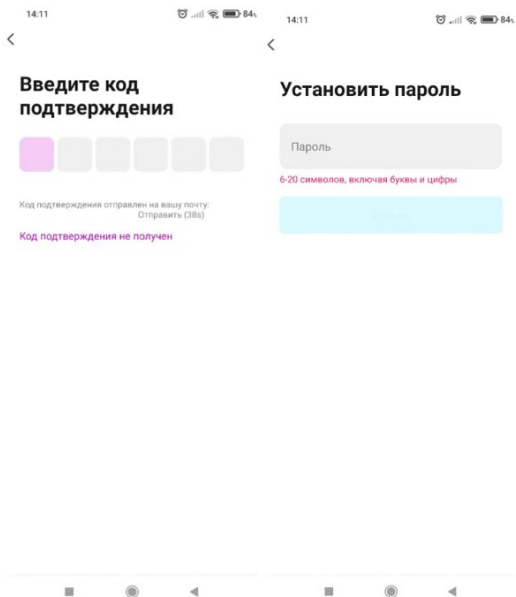 14:11
84%
Введите код
подтверждения
Код подтверждения отправлен на вашу почту:
Отправить (38s)
Код подтверждения не получен
14:11
84%
Установить пароль
Пароль
6-20 символов, включая буквы и цифры